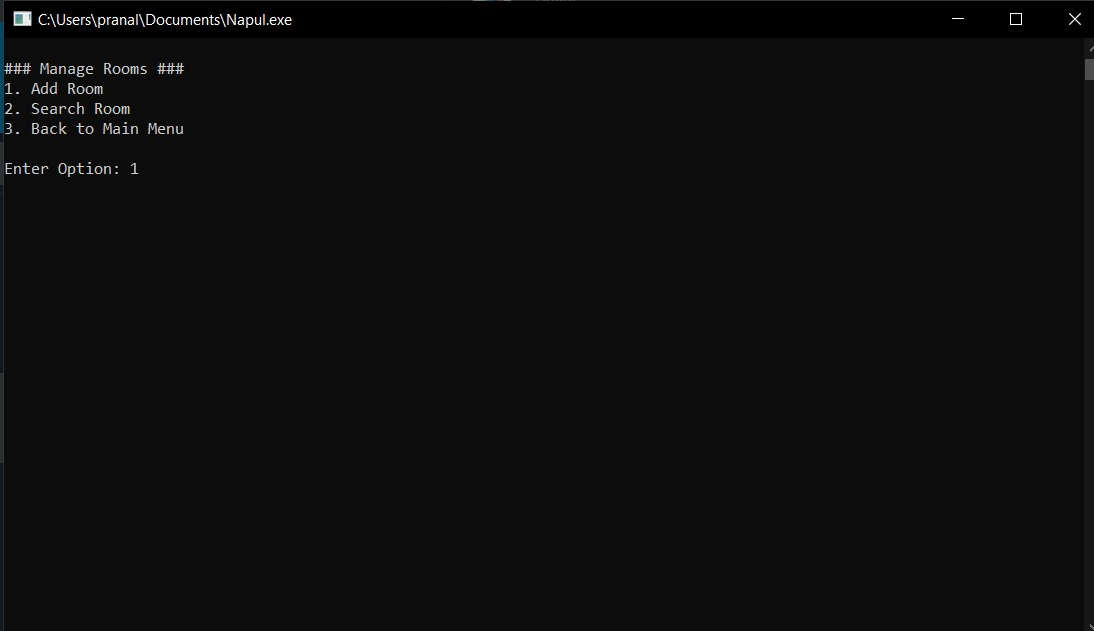 C:\Users\pranal\Documents\Napul.exe
### Manage Rooms ###
1. Add Room
2. Search Room
3. Back to Main Menu
Enter Option: 1